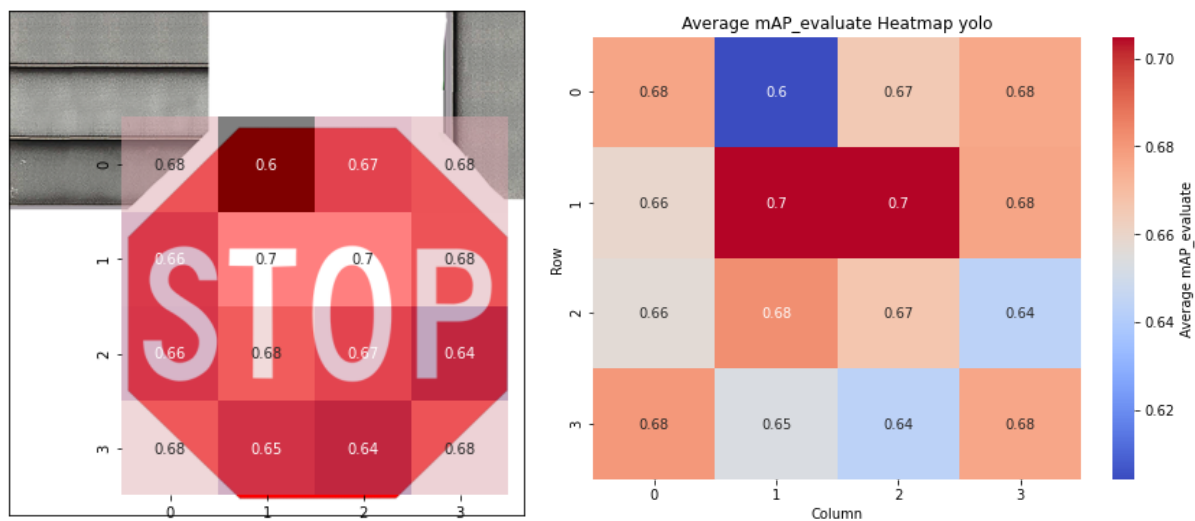 Average mAP_evaluate Heatmap yolo
0 0.68 0.6 0.67 0.68
1 0.66 0.7 0.7 0.68
STOP
2 0.66 0.68 0.67 0.64
3 0.68 0.65 0.64 0.68
0 1 2 3
Row
0 0.68 0.6 0.67 0.68
1 0.66 0.7 0.7 0.68
2 0.66 0.68 0.67 0.64
3 0.68 0.65 0.64 0.68
0 1 2 3
Column
0.70
0.68
0.66
0.64
0.62
Average mAP_evaluate